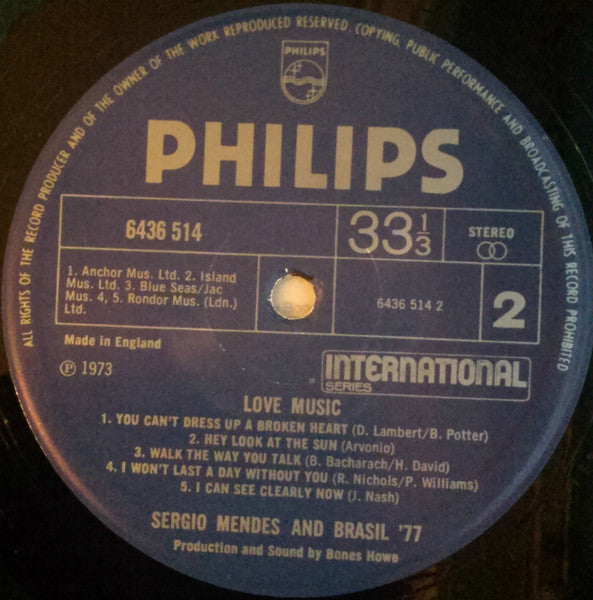 ALL RIGHTS OF THE RECORD PRODUCER AND OF THE OWNER OF THE WORK REPRODUCED RESERVED. COPYING, PUBLIC PERFORMANCE AND BROADCASTING OF THIS RECORD PROHIBITED
PHILIPS
PHILIPS
6436 514
33 1/3
STEREO
1. Anchor Mus. Ltd. 2. Island
Mus. Ltd. 3. Blue Seas/Jac
Mus. 4, 5. Rondor Mus. (Ldn.)
Ltd.
6436 514 2
2
Made in England
Ⓟ 1973
INTERNATIONAL
SERIES
LOVE MUSIC
1. YOU CAN'T DRESS UP A BROKEN HEART (D. Lambert/B. Potter)
2. HEY LOOK AT THE SUN (Arvonio)
3. WALK THE WAY YOU TALK (B. Bacharach/H. David)
4. I WON'T LAST A DAY WITHOUT YOU (R. Nichols/P. Williams)
5. I CAN SEE CLEARLY NOW (J. Nash)
SERGIO MENDES AND BRASIL '77
Production and Sound by Bones Howe